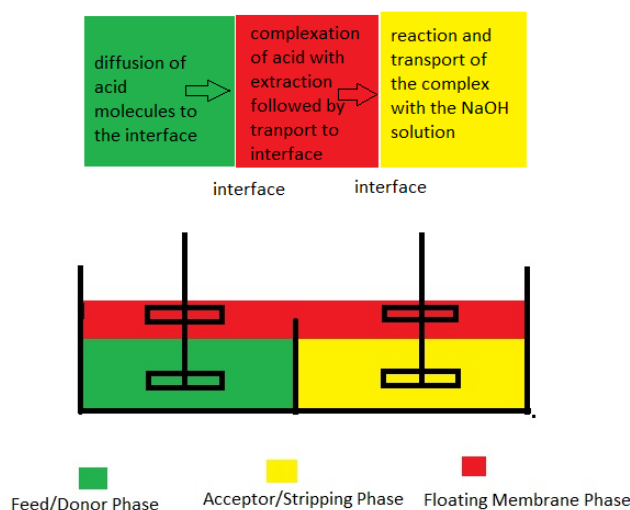 diffusion of
acid
molecules to
the interface
complexation
of acid with
extraction
followed by
tranport to
interface
reaction and
transport of
the complex
with the NaOH
solution
interface
interface
Feed/Donor Phase
Acceptor/Stripping Phase
Floating Membrane Phase